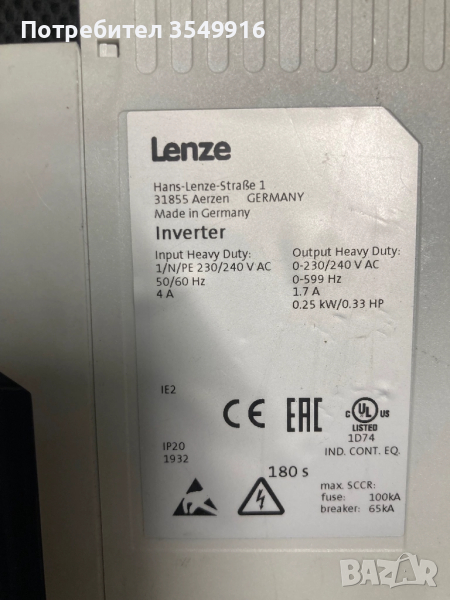 Потребител 3549916
Lenze
Hans-Lenze-Straße 1
31855 Aerzen GERMANY
Made in Germany
Inverter
Input Heavy Duty:
1/N/PE 230/240 V AC
50/60 Hz
4 A
Output Heavy Duty:
0-230/240 V AC
0-599 Hz
1.7 A
0.25 kW/0.33 HP
IE2
CE EAC c UL US
LISTED
1D74
IND. CONT. EQ.
IP20
1932
180 s
max. SCCR:
fuse: 100kA
breaker: 65kA
BAZAR